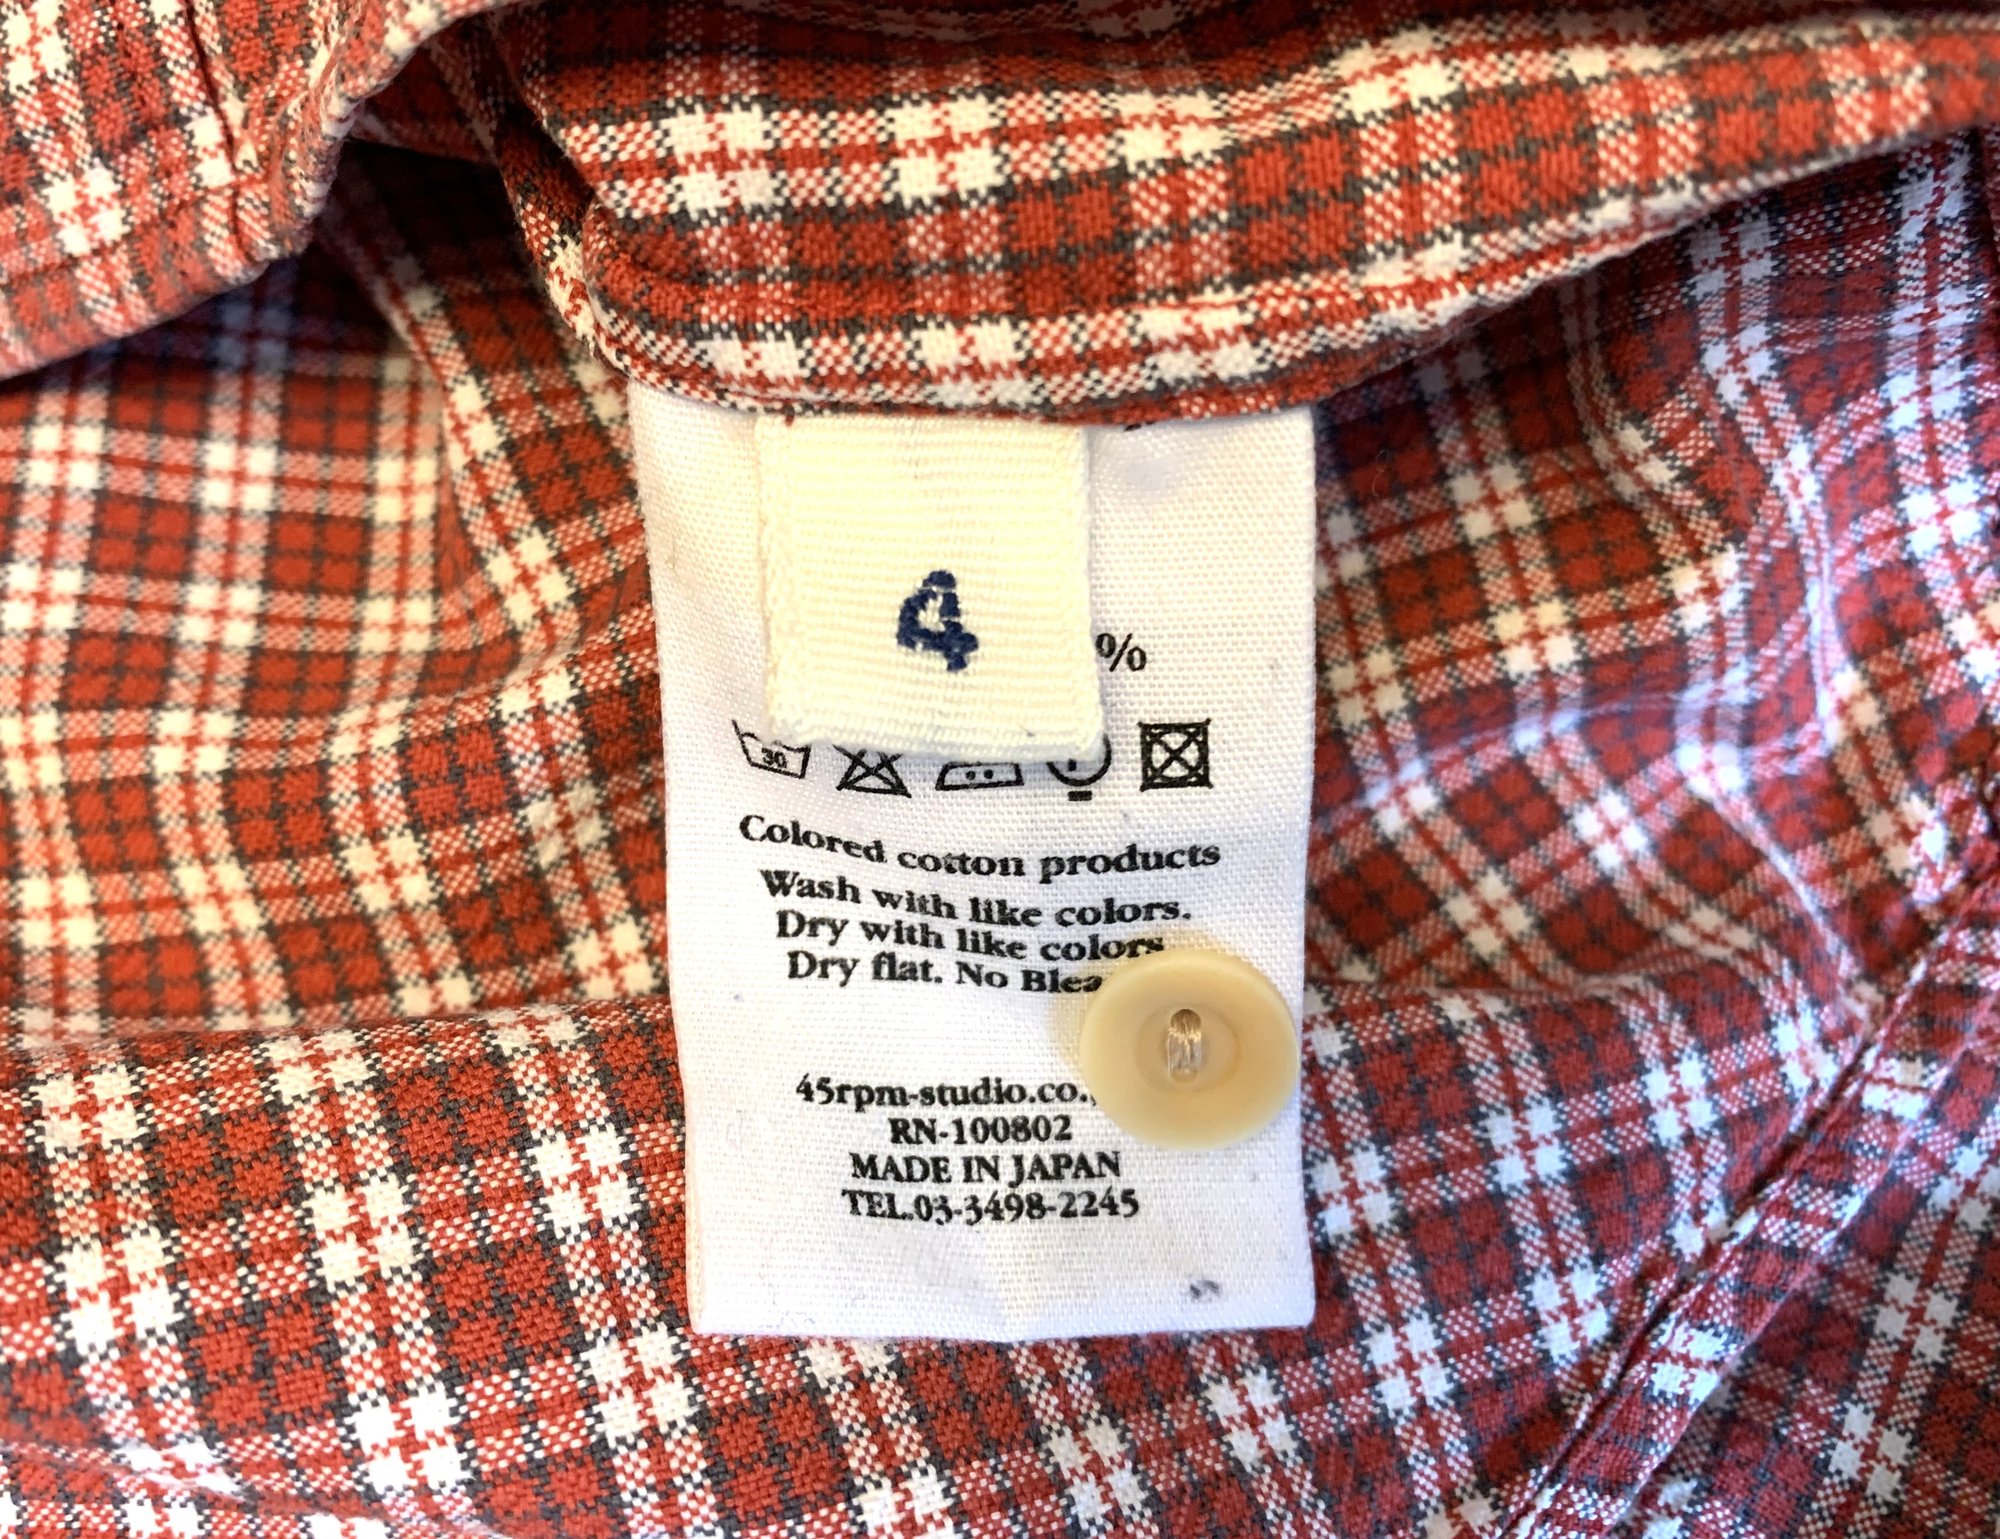 4
%
30
Colored cotton products
Wash with like colors.
Dry with like colors
Dry flat. No
45rpm-studio.co.,
RN-100802
MADE IN JAPAN
TEL.03-3498-2245